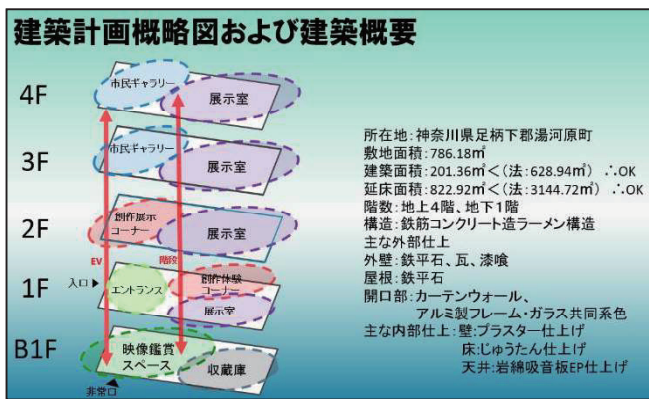 建築計画概略図および建築概要
4F
市民ギャラリー
展示室
3F
市民ギャラリー
展示室
2F
創作展示
コーナー
展示室
EV
階段
1F
入口▶
エントランス
創作体験
コーナー
展示室
B1F
映像鑑賞
スペース
収蔵庫
非常口
所在地:神奈川県足柄下郡湯河原町
敷地面積:786.18㎡
建築面積:201.36㎡<(法:628.94㎡) ∴OK
延床面積:822.92㎡<(法:3144.72㎡) ∴OK
階数:地上4階、地下1階
構造:鉄筋コンクリート造ラーメン構造
主な外部仕上
外壁:鉄平石、瓦、漆喰
屋根:鉄平石
開口部:カーテンウォール、
アルミ製フレーム・ガラス共同系色
主な内部仕上:壁:プラスター仕上げ
床:じゅうたん仕上げ
天井:岩綿吸音板EP仕上げ